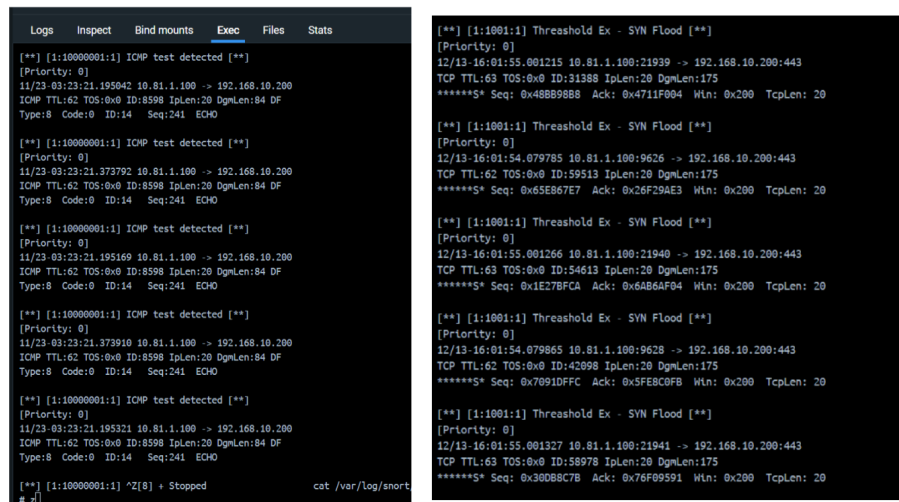 Logs Inspect Bind mounts Exec Files Stats
[**] [1:10000001:1] ICMP test detected [**]
[Priority: 0]
11/23-03:23:21.195042 10.81.1.100 -> 192.168.10.200
ICMP TTL:62 TOS:0x0 ID:8598 IpLen:20 DgmLen:84 DF
Type:8 Code:0 ID:14 Seq:241 ECHO
[**] [1:10000001:1] ICMP test detected [**]
[Priority: 0]
11/23-03:23:21.373792 10.81.1.100 -> 192.168.10.200
ICMP TTL:62 TOS:0x0 ID:8598 IpLen:20 DgmLen:84 DF
Type:8 Code:0 ID:14 Seq:241 ECHO
[**] [1:10000001:1] ICMP test detected [**]
[Priority: 0]
11/23-03:23:21.195169 10.81.1.100 -> 192.168.10.200
ICMP TTL:62 TOS:0x0 ID:8598 IpLen:20 DgmLen:84 DF
Type:8 Code:0 ID:14 Seq:241 ECHO
[**] [1:10000001:1] ICMP test detected [**]
[Priority: 0]
11/23-03:23:21.373910 10.81.1.100 -> 192.168.10.200
ICMP TTL:62 TOS:0x0 ID:8598 IpLen:20 DgmLen:84 DF
Type:8 Code:0 ID:14 Seq:241 ECHO
[**] [1:10000001:1] ICMP test detected [**]
[Priority: 0]
11/23-03:23:21.195321 10.81.1.100 -> 192.168.10.200
ICMP TTL:62 TOS:0x0 ID:8598 IpLen:20 DgmLen:84 DF
Type:8 Code:0 ID:14 Seq:241 ECHO
[**] [1:10000001:1] ^Z[8] + Stopped cat /var/log/snort/
# z
[**] [1:1001:1] Threashold Ex - SYN Flood [**]
[Priority: 0]
12/13-16:01:55.001215 10.81.1.100:21939 -> 192.168.10.200:443
TCP TTL:63 TOS:0x0 ID:31388 IpLen:20 DgmLen:175
******S* Seq: 0x48BB98B8 Ack: 0x4711F004 Win: 0x200 TcpLen: 20
[**] [1:1001:1] Threashold Ex - SYN Flood [**]
[Priority: 0]
12/13-16:01:54.079785 10.81.1.100:9626 -> 192.168.10.200:443
TCP TTL:62 TOS:0x0 ID:59513 IpLen:20 DgmLen:175
******S* Seq: 0x65E867E7 Ack: 0x26F29AE3 Win: 0x200 TcpLen: 20
[**] [1:1001:1] Threashold Ex - SYN Flood [**]
[Priority: 0]
12/13-16:01:55.001266 10.81.1.100:21940 -> 192.168.10.200:443
TCP TTL:63 TOS:0x0 ID:54613 IpLen:20 DgmLen:175
******S* Seq: 0x1E27BFCA Ack: 0x6AB6AF04 Win: 0x200 TcpLen: 20
[**] [1:1001:1] Threashold Ex - SYN Flood [**]
[Priority: 0]
12/13-16:01:54.079865 10.81.1.100:9628 -> 192.168.10.200:443
TCP TTL:62 TOS:0x0 ID:42098 IpLen:20 DgmLen:175
******S* Seq: 0x7091DFFC Ack: 0x5FE8C0FB Win: 0x200 TcpLen: 20
[**] [1:1001:1] Threashold Ex - SYN Flood [**]
[Priority: 0]
12/13-16:01:55.001327 10.81.1.100:21941 -> 192.168.10.200:443
TCP TTL:63 TOS:0x0 ID:58978 IpLen:20 DgmLen:175
******S* Seq: 0x30DB8C7B Ack: 0x76F09591 Win: 0x200 TcpLen: 20